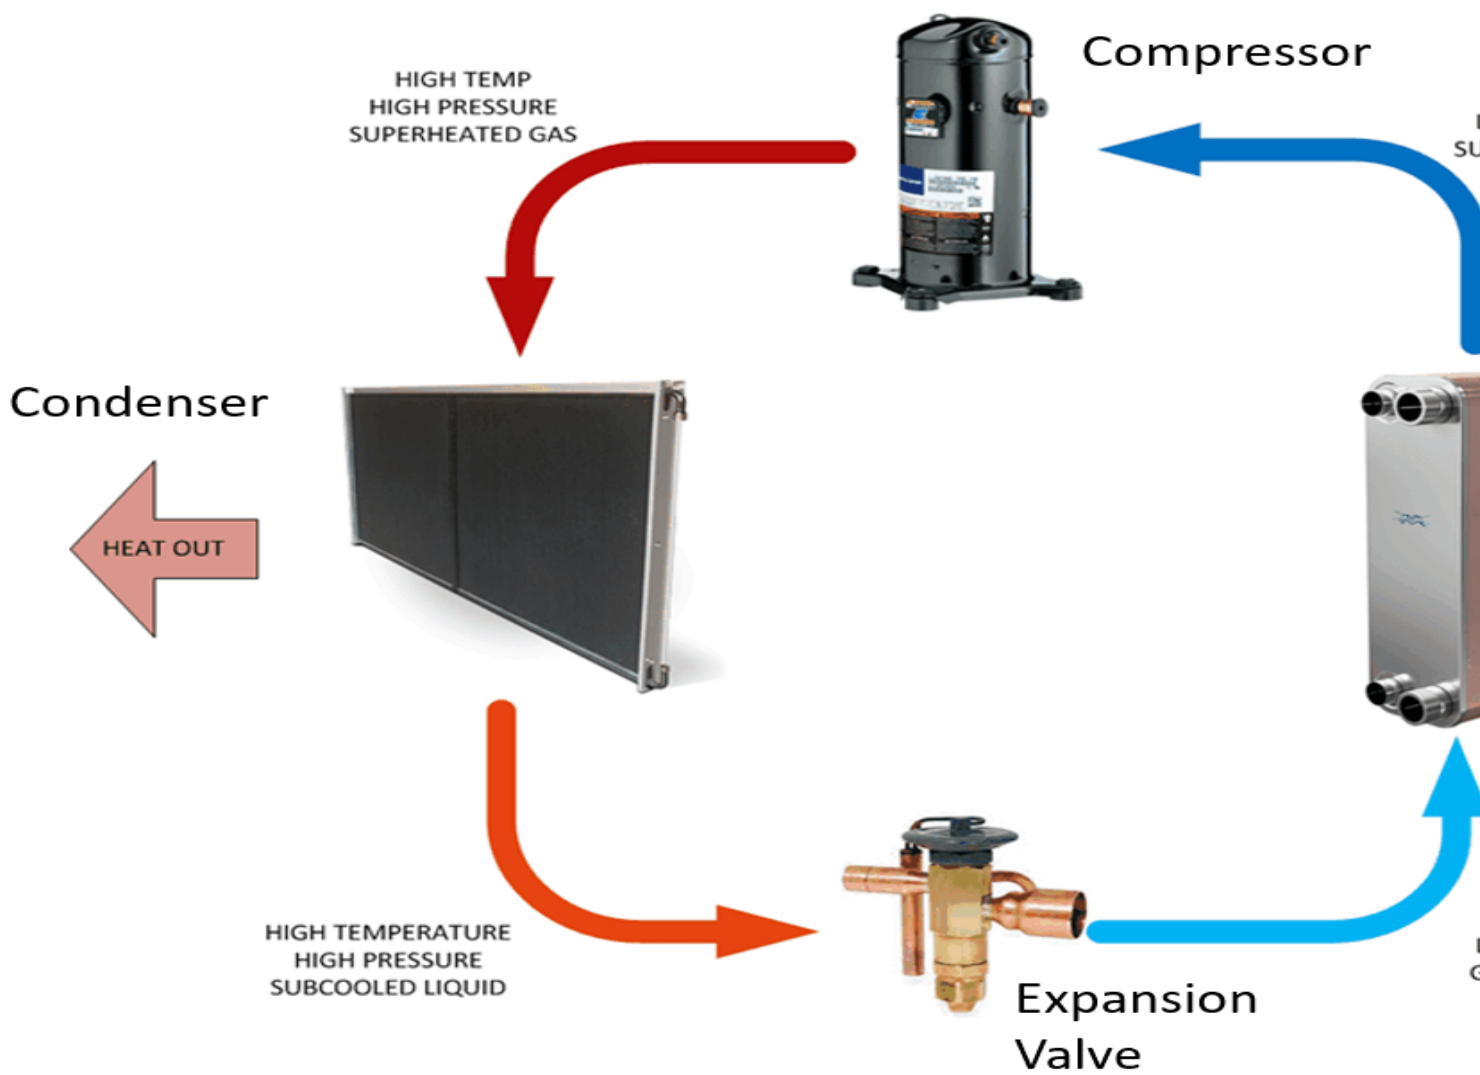 Compressor
HIGH TEMP
HIGH PRESSURE
SUPERHEATED GAS
Condenser
HEAT OUT
HIGH TEMPERATURE
HIGH PRESSURE
SUBCOOLED LIQUID
Expansion
Valve